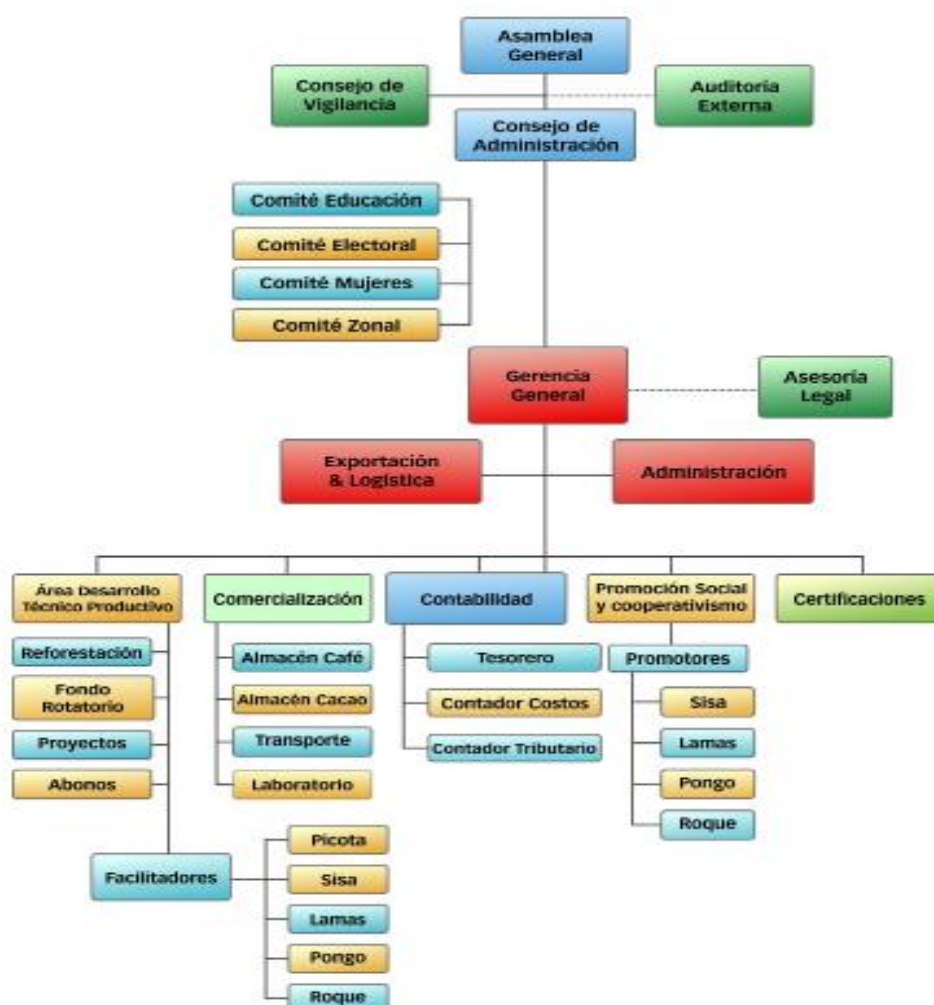 Asamblea
General
Consejo de
Vigilancia
Auditoria
Externa
Consejo de
Administración
Comité Educación
Comité Electoral
Comité Mujeres
Comité Zonal
Gerencia
General
Asesoría
Legal
Exportación
& Logística
Administración
Área Desarrollo
Técnico Productivo
Comercialización
Contabilidad
Promoción Social
y cooperativismo
Certificaciones
Reforestación
Fondo
Rotatorio
Proyectos
Abonos
Almacén Café
Almacén Cacao
Transporte
Laboratorio
Tesorero
Contador Costos
Contador Tributario
Promotores
Sisa
Lamas
Pongo
Roque
Facilitadores
Picota
Sisa
Lamas
Pongo
Roque